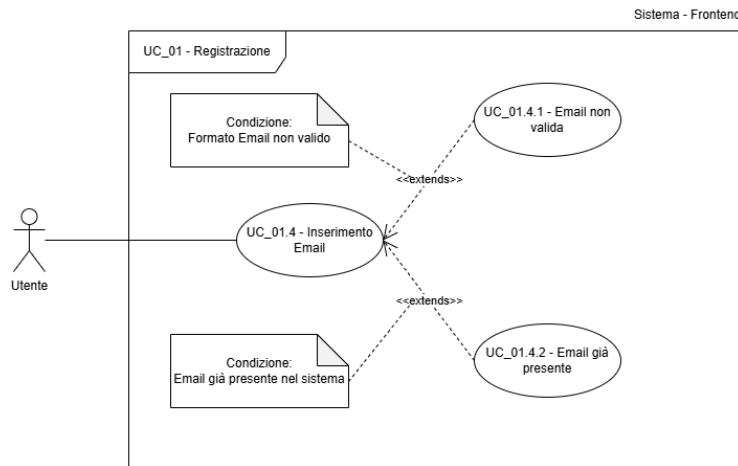 Sistema - Frontend
UC_01 - Registrazione
Condizione:
Formato Email non valido
UC_01.4.1 - Email non
valida
<<extends>>
UC_01.4 - Inserimento
Email
Utente
<<extends>>
Condizione:
Email già presente nel sistema
UC_01.4.2 - Email già
presente